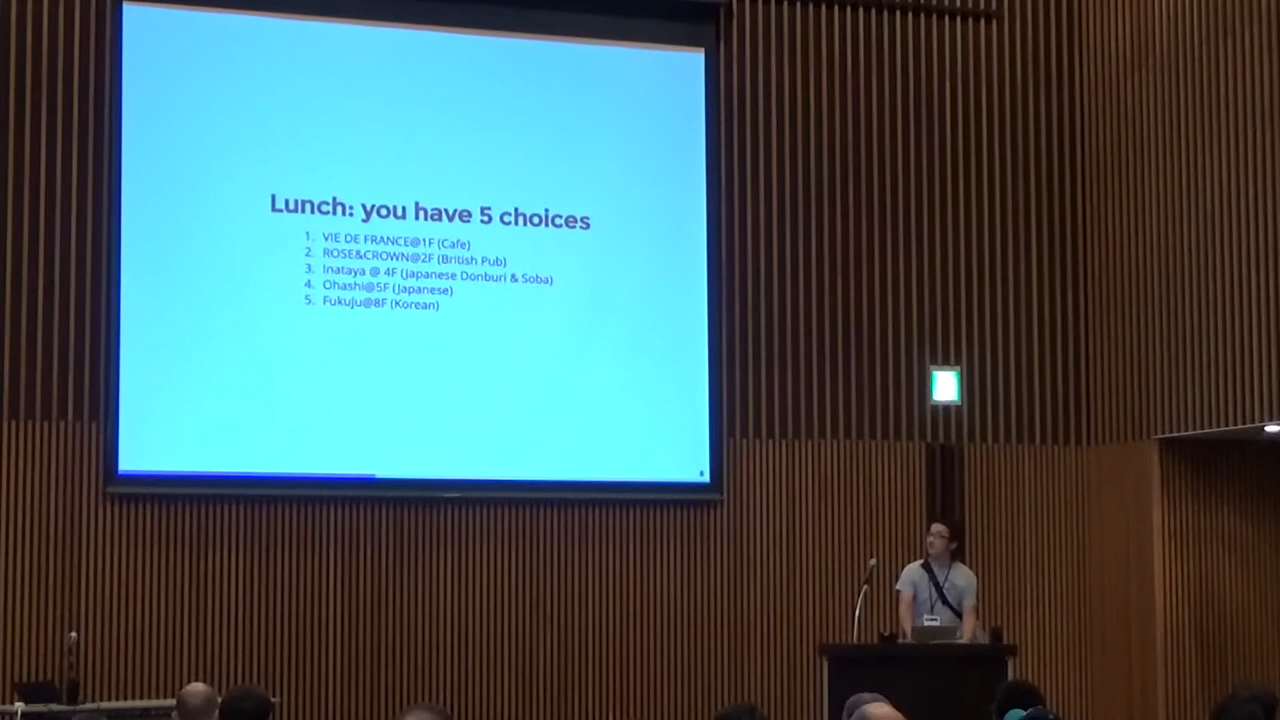 Lunch: you have 5 choices
1. VIE DE FRANCE@1F (Cafe)
2. ROSE&CROWN@2F (British Pub)
3. Inataya @ 4F (Japanese Donburi & Soba)
4. Ohashi@5F (Japanese)
5. FukuJu@8F (Korean)